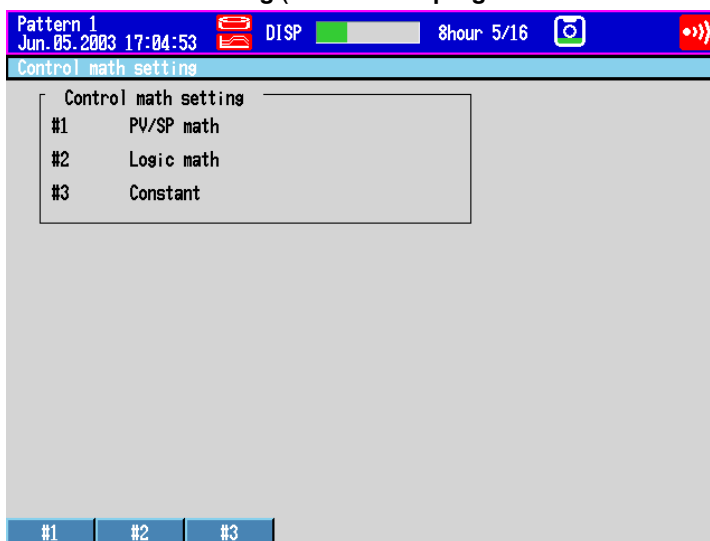 Pattern 1
Jun.05.2003 17:04:53 DISP 8hour 5/16
Control math setting
Control math setting
#1 PV/SP math
#2 Logic math
#3 Constant
#1 #2 #3